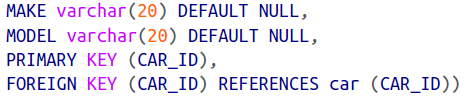 MAKE varchar(20) DEFAULT NULL,
MODEL varchar(20) DEFAULT NULL,
PRIMARY KEY (CAR_ID),
FOREIGN KEY (CAR_ID) REFERENCES car (CAR_ID))